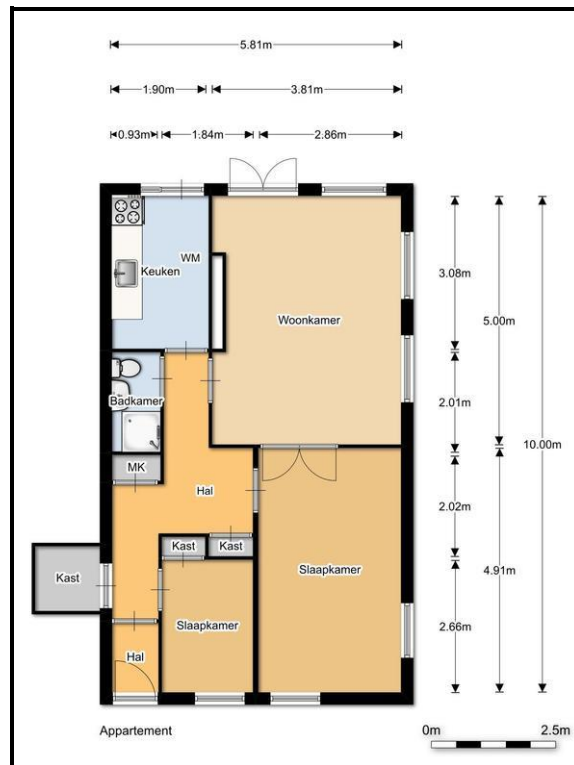 5.81m
1.90m 3.81m
0.93m 1.84m 2.86m
WM
Keuken
3.08m
5.00m
Woonkamer
Badkamer
2.01m
10.00m
MK
Hal
2.02m
Kast Kast
Kast
Slaapkamer
4.91m
Slaapkamer
2.66m
Hal
Appartement
0m 2.5m